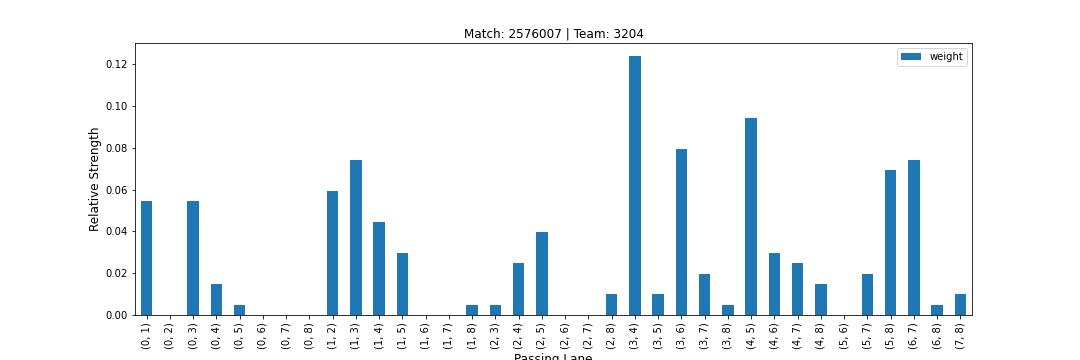 Match: 2576007 | Team: 3204
weight
Relative Strength
0.12
0.10
0.08
0.06
0.04
0.02
0.00
(0, 1) (0, 2) (0, 3) (0, 4) (0, 5) (0, 6) (0, 7) (0, 8) (1, 2) (1, 3) (1, 4) (1, 5) (1, 6) (1, 7) (1, 8) (2, 3) (2, 4) (2, 5) (2, 6) (2, 7) (2, 8) (3, 4) (3, 5) (3, 6) (3, 7) (3, 8) (4, 5) (4, 6) (4, 7) (4, 8) (5, 6) (5, 7) (5, 8) (6, 7) (6, 8) (7, 8)
Passing Lane